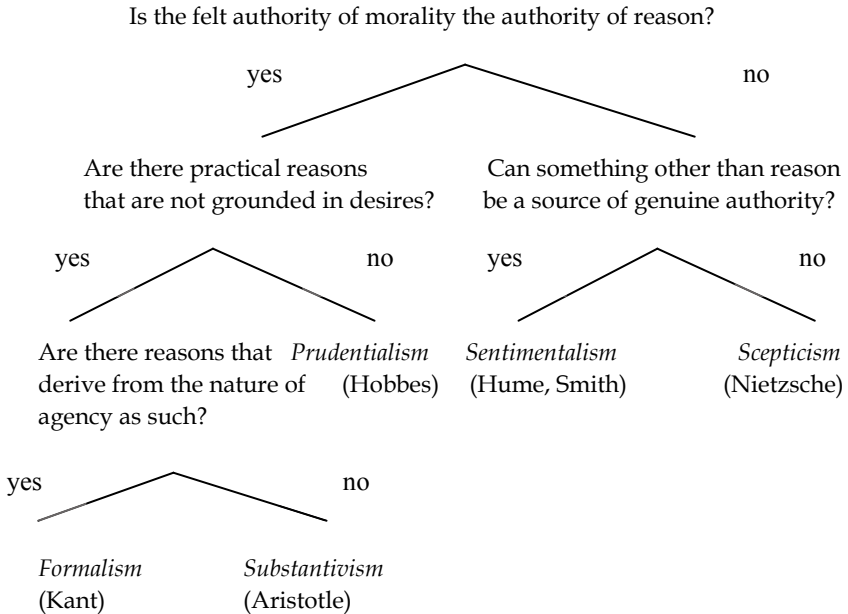 Is the felt authority of morality the authority of reason?
yes no
Are there practical reasons
that are not grounded in desires?
Can something other than reason
be a source of genuine authority?
yes no yes no
Are there reasons that
derive from the nature of
agency as such?
Prudentialism
(Hobbes)
Sentimentalism
(Hume, Smith)
Scepticism
(Nietzsche)
yes no
Formalism
(Kant)
Substantivism
(Aristotle)